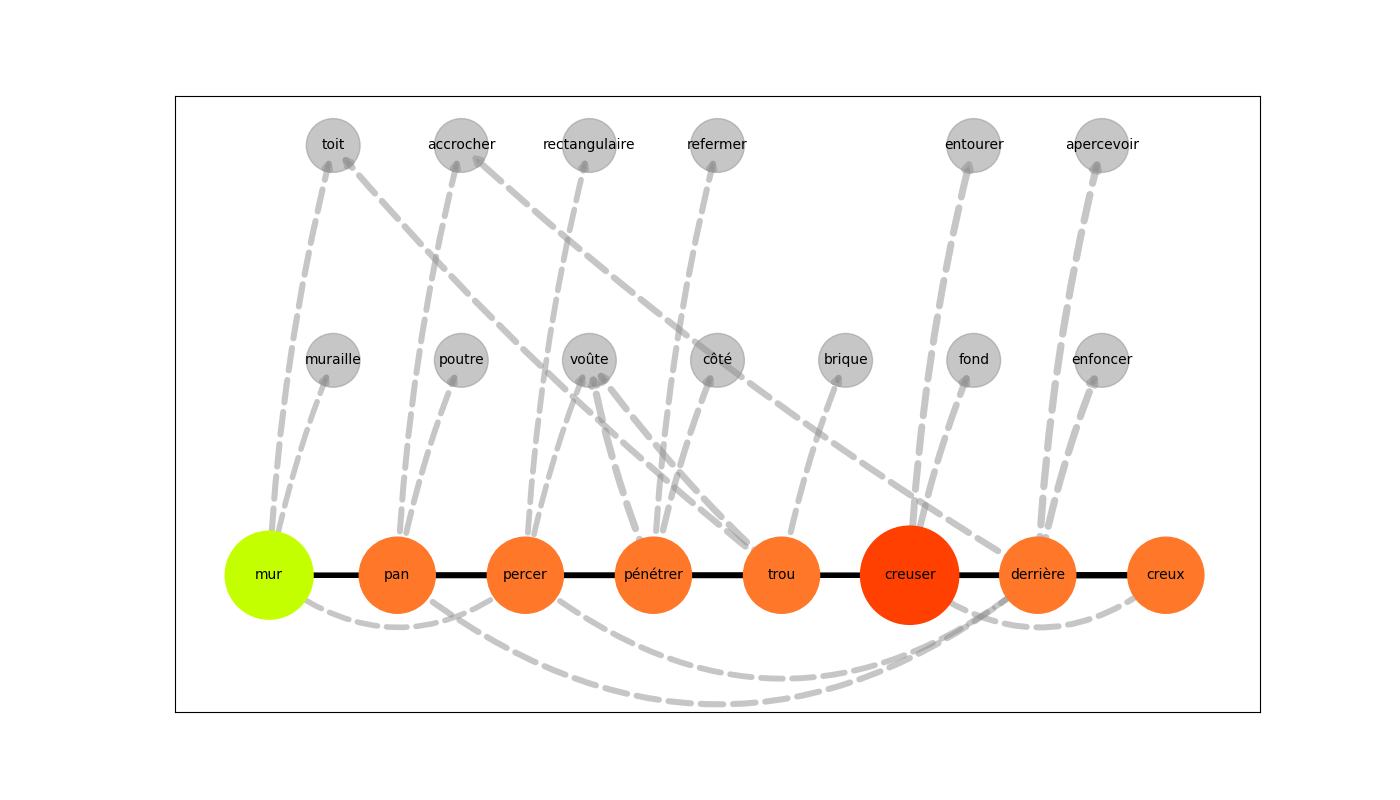 toit accrocher rectangulaire refermer entourer apercevoir
muraille poutre voûte côté brique fond enfoncer
mur pan percer pénétrer trou creuser derrière creux